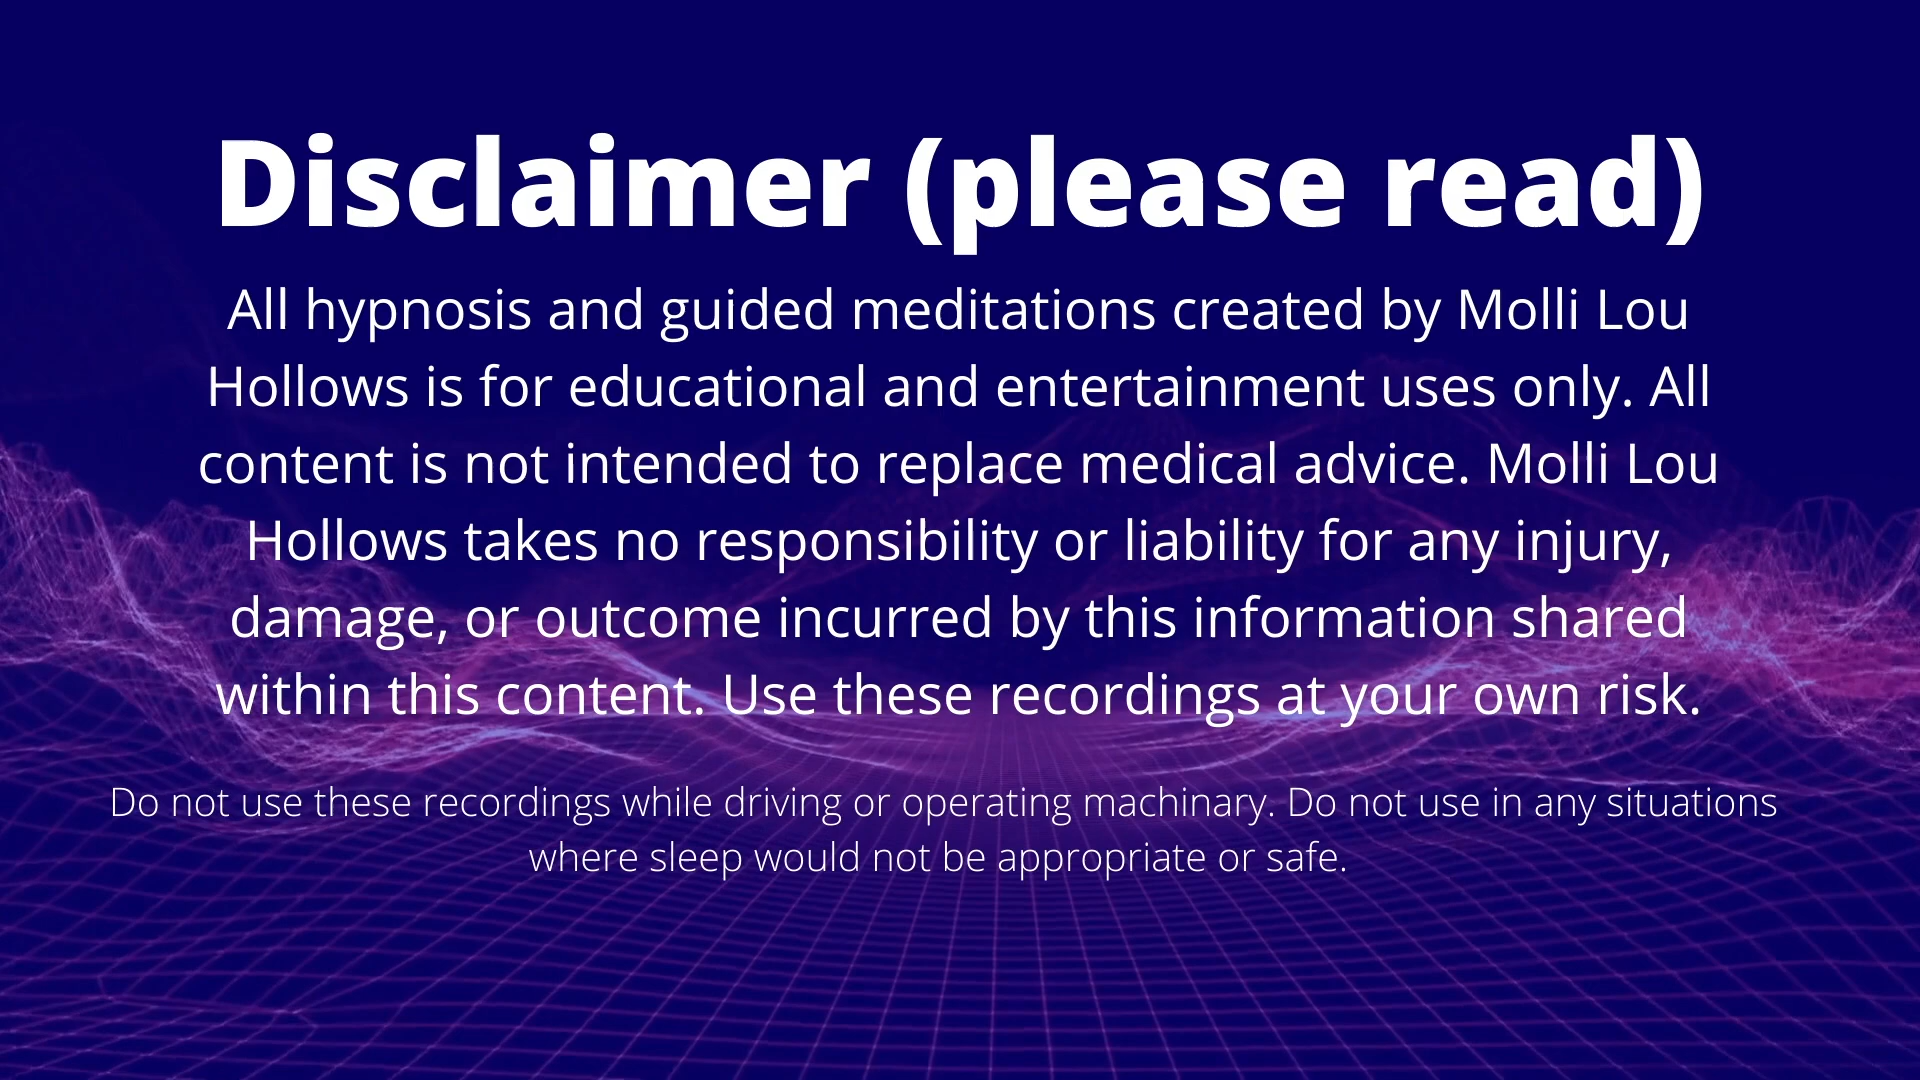 Disclaimer (please read)
All hypnosis and guided meditations created by Molli Lou
Hollows is for educational and entertainment uses only. All
content is not intended to replace medical advice. Molli Lou
Hollows takes no responsibility or liability for any injury,
damage, or outcome incurred by this information shared
within this content. Use these recordings at your own risk.
Do not use these recordings while driving or operating machinary. Do not use in any situations
where sleep would not be appropriate or safe.